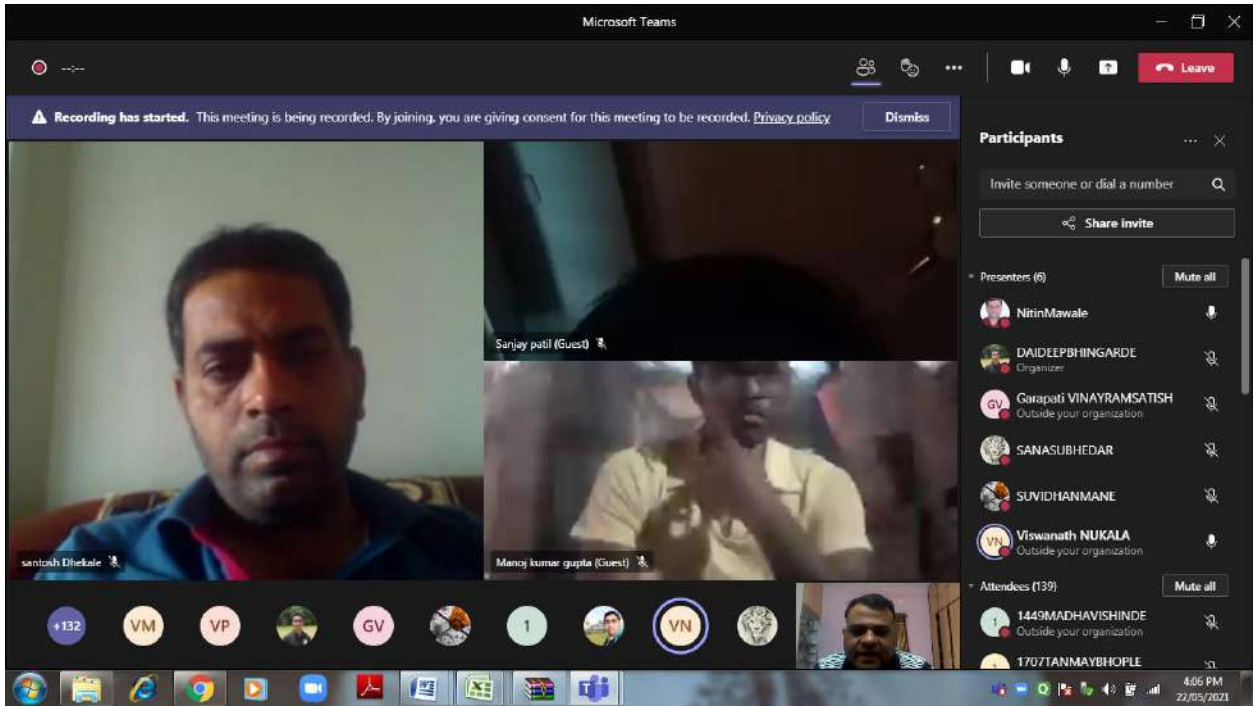 Microsoft Teams
--:--
Leave
Recording has started. This meeting is being recorded. By joining, you are giving consent for this meeting to be recorded. Privacy policy
Dismiss
Participants
Invite someone or dial a number
Share invite
Presenters (6)
Mute all
NitinMawale
DAIDEEPBHINGARDE
Organizer
GV
Garapati VINAYRAMSATISH
Outside your organization
SANASUBHEDAR
SUVIDHANMANE
VN
Viswanath NUKALA
Outside your organization
Attendees (139)
Mute all
1
1449MADHAVISHINDE
Outside your organization
1
1707TANMAYBHOPLE
Sanjay patil (Guest)
santosh Dhekale
Manoj kumar gupta (Guest)
+132
VM
VP
GV
1
VN
4:06 PM
22/05/2021